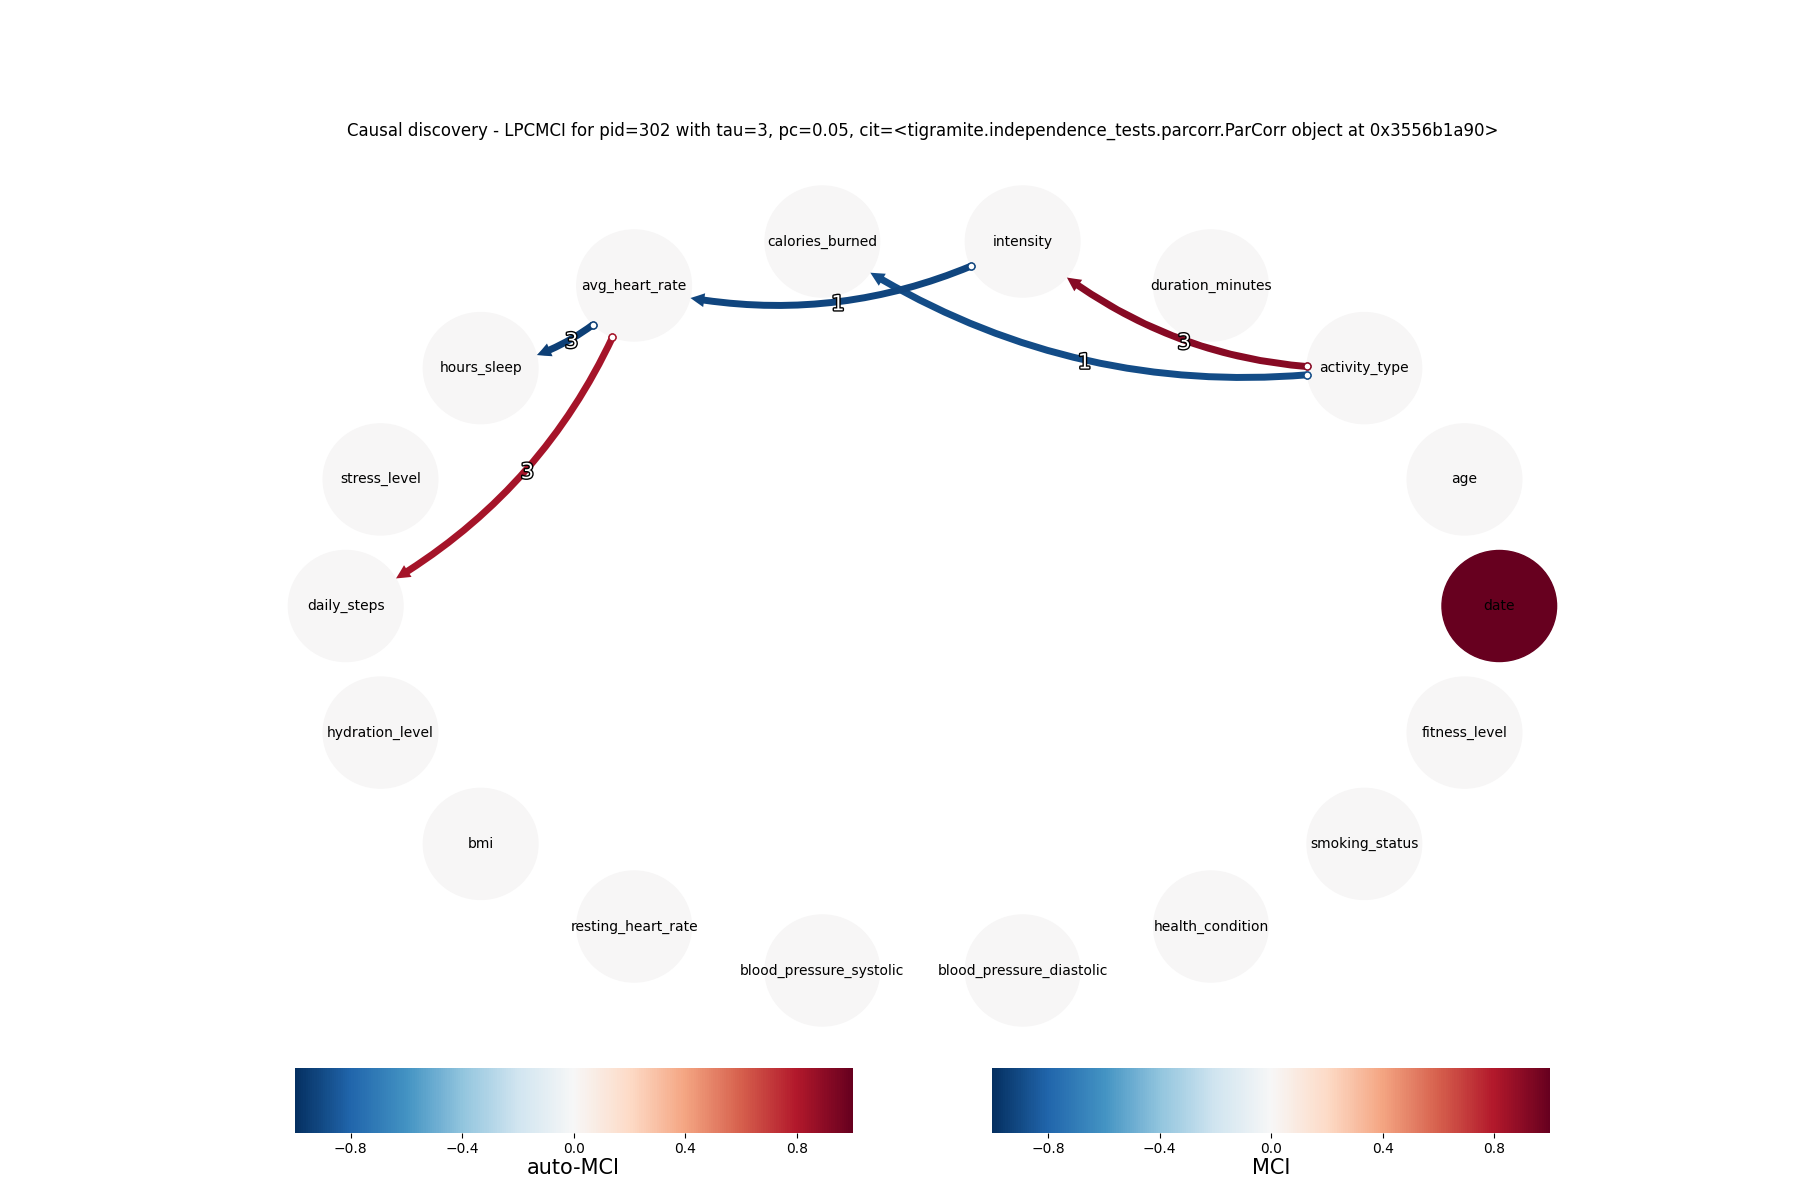 Causal discovery - LPCMCI for pid=302 with tau=3, pc=0.05, cit=<tigramite.independence_tests.parcorr.ParCorr object at 0x3556b1a90>
calories_burned
intensity
avg_heart_rate
duration_minutes
1
3
3
1
hours_sleep
activity_type
3
stress_level
age
daily_steps
date
hydration_level
fitness_level
bmi
smoking_status
resting_heart_rate
health_condition
blood_pressure_systolic
blood_pressure_diastolic
−0.8 −0.4 0.0 0.4 0.8
auto-MCI
−0.8 −0.4 0.0 0.4 0.8
MCI